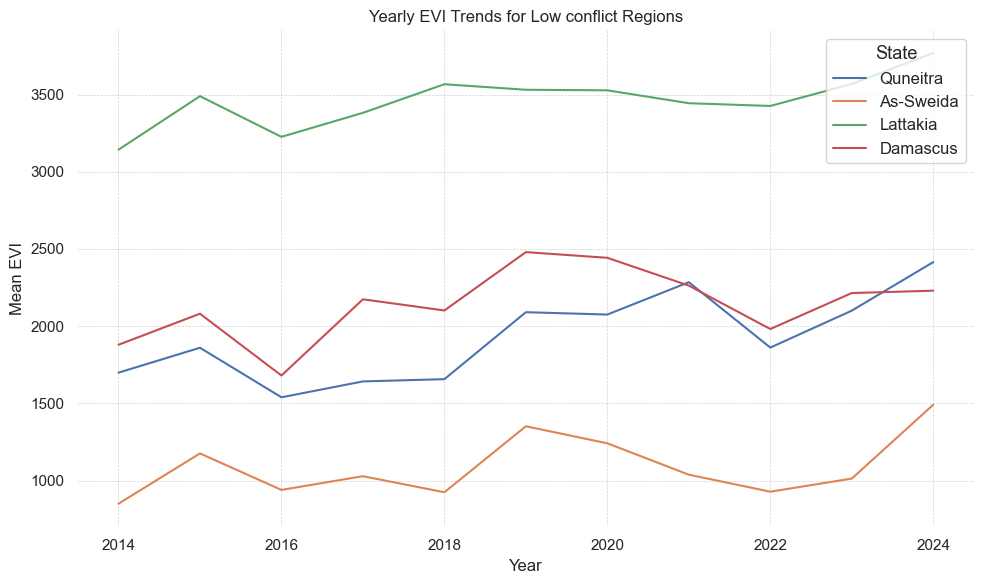 Yearly EVI Trends for Low conflict Regions
State
Quneitra
As-Sweida
Lattakia
Damascus
3500
3000
2500
2000
1500
1000
Mean EVI
2014 2016 2018 2020 2022 2024
Year